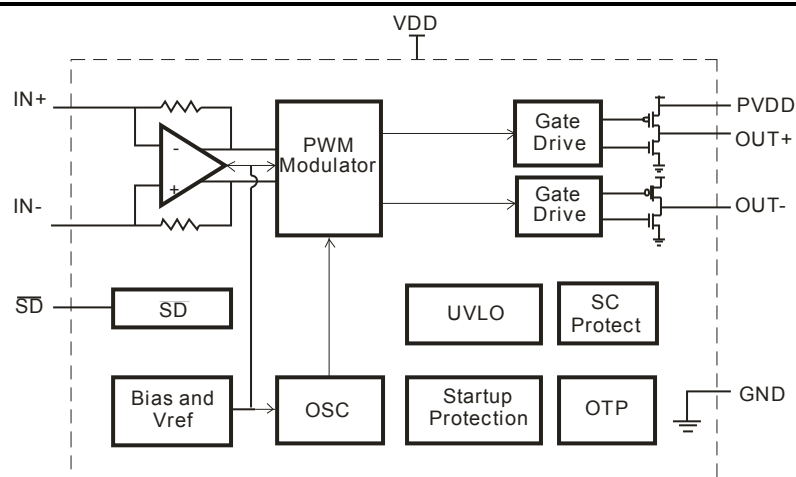 VDD
IN+
PVDD
Gate
Drive
PWM
Modulator
OUT+
-
+
Gate
Drive
IN-
OUT-
SD
SD
UVLO
SC
Protect
Bias and
Vref
OSC
Startup
Protection
OTP
GND